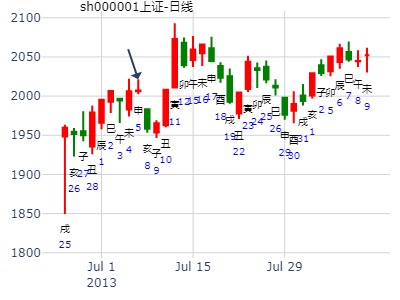 sh000001上证-日线
2100
2050
2000
1950
1900
1850
1800
戌
25
亥
26
子
27
丑
28
辰
1
巳
2
午
3
未
4
申
5
亥
8
子
9
丑
10
寅
11
卯
12
午
15
未
16
申
17
酉
18
戌
19
丑
22
寅
23
卯
24
辰
25
巳
26
申
29
酉
30
戌
31
亥
1
子
2
卯
5
辰
6
巳
7
午
8
未
9
Jul 1
2013
Jul 15
Jul 29